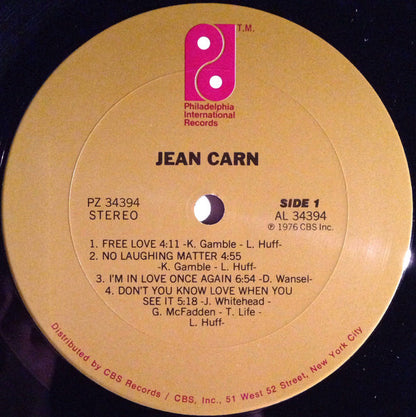 T.M.
Philadelphia
International
Records
JEAN CARN
PZ 34394
STEREO
SIDE 1
AL 34394
℗ 1976 CBS Inc.
1. FREE LOVE 4:11 -K. Gamble - L. Huff-
2. NO LAUGHING MATTER 4:55
-K. Gamble - L. Huff-
3. I'M IN LOVE ONCE AGAIN 6:54 -D. Wansel-
4. DON'T YOU KNOW LOVE WHEN YOU
SEE IT 5:18 -J. Whitehead -
G. McFadden - T. Life -
L. Huff-
Distributed by CBS Records / CBS, Inc., 51 West 52 Street, New York City